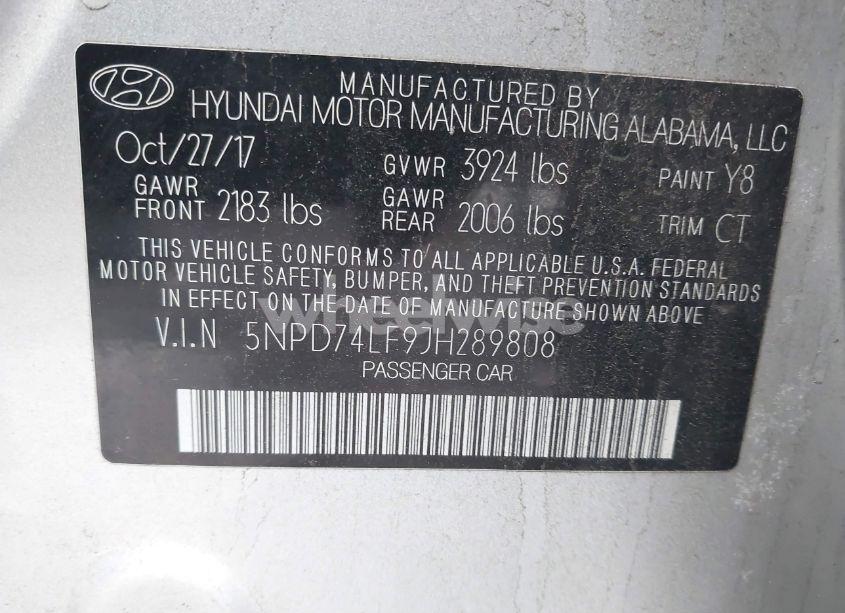 MANUFACTURED BY
HYUNDAI MOTOR MANUFACTURING ALABAMA, LLC
Oct/27/17 GVWR 3924 lbs PAINT Y8
GAWR FRONT 2183 lbs GAWR REAR 2006 lbs TRIM CT
THIS VEHICLE CONFORMS TO ALL APPLICABLE U.S.A. FEDERAL
MOTOR VEHICLE SAFETY, BUMPER, AND THEFT PREVENTION STANDARDS
IN EFFECT ON THE DATE OF MANUFACTURE SHOWN ABOVE
wheelwise
V.I.N 5NPD74LF9JH289808
PASSENGER CAR